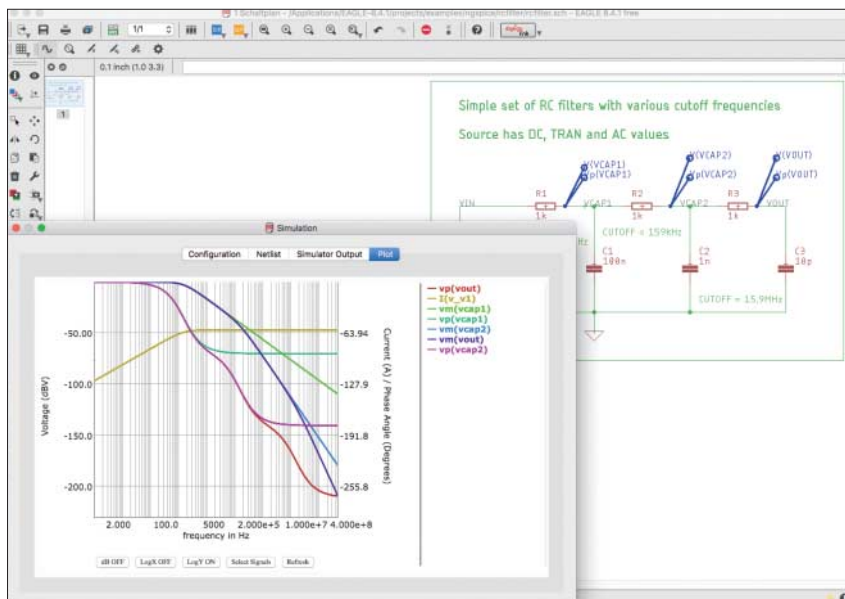 1 Schaltplan - /Applications/EAGLE-8.4.1/projects/examples/ngspice/rcfilter/rcfilter.sch - EAGLE 8.4.1 free
1/1
0.1 inch (1.0 3.3)
1
Simple set of RC filters with various cutoff frequencies
Source has DC, TRAN and AC values
V(VCAP1)
Vp(VCAP1)
V(VCAP2)
Vp(VCAP2)
V(VOUT)
Vp(VOUT)
VIN
R1
1k
VCAP1
R2
1k
VCAP2
R3
1k
VOUT
CUTOFF = 159kHz
Hz
C1
100n
C2
1n
C3
10p
CUTOFF = 15.9MHz
Simulation
Configuration
Netlist
Simulator Output
Plot
vp(vout)
I(v_v1)
vm(vcap1)
vp(vcap1)
vm(vcap2)
vm(vout)
vp(vcap2)
-50.00
-100.0
-150.0
-200.0
Voltage (dBV)
-63.94
-127.9
-191.8
-255.8
Current (A) / Phase Angle (Degrees)
2.000
100.0
5000
2.000e+5
1.000e+7
4.000e+8
frequency in Hz
dB OFF
LogX OFF
LogY ON
Select Signals
Refresh